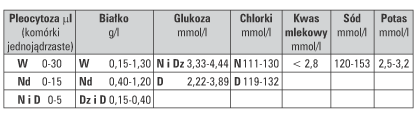 Pleocytoza μl (komórki jednojądrzaste) | Białko g/l | Glukoza mmol/l | Chlorki mmol/l | Kwas mlekowy mmol/l | Sód mmol/l | Potas mmol/l
W 0-30 | W 0,15-1,30 | N i Dz 3,33-4,44 | N 111-130 | < 2,8 | 120-153 | 2,5-3,2
Nd 0-15 | Nd 0,40-1,20 | D 2,22-3,89 | D 119-132
N i D 0-5 | Dz i D 0,15-0,40